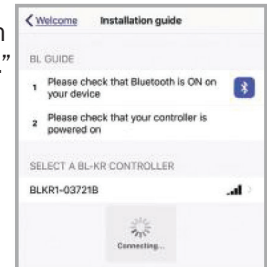 Welcome Installation guide
n
BL GUIDE
.”
1 Please check that Bluetooth is ON on
your device
2 Please check that your controller is
powered on
SELECT A BL-KR CONTROLLER
BLKR1-03721B
Connecting...